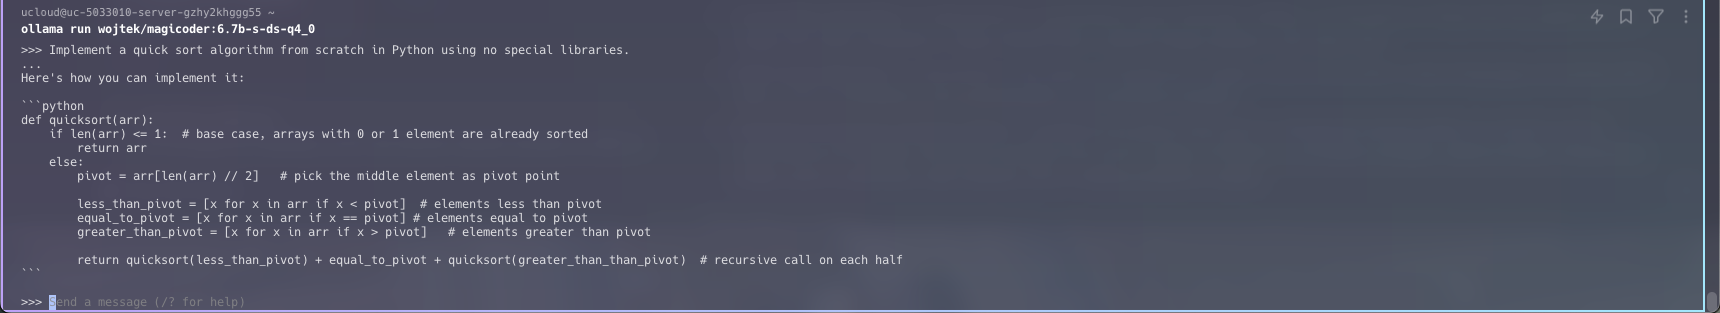 ucloud@uc-5033010-server-gzhy2khggg55 ~
ollama run wojtek/magicoder:6.7b-s-ds-q4_0
>>> Implement a quick sort algorithm from scratch in Python using no special libraries.
...
Here's how you can implement it:

```python
def quicksort(arr):
    if len(arr) <= 1:  # base case, arrays with 0 or 1 element are already sorted
        return arr
    else:
        pivot = arr[len(arr) // 2]   # pick the middle element as pivot point

        less_than_pivot = [x for x in arr if x < pivot]  # elements less than pivot
        equal_to_pivot = [x for x in arr if x == pivot] # elements equal to pivot
        greater_than_pivot = [x for x in arr if x > pivot]   # elements greater than pivot

        return quicksort(less_than_pivot) + equal_to_pivot + quicksort(greater_than_than_pivot)  # recursive call on each half
```

>>> Send a message (/? for help)